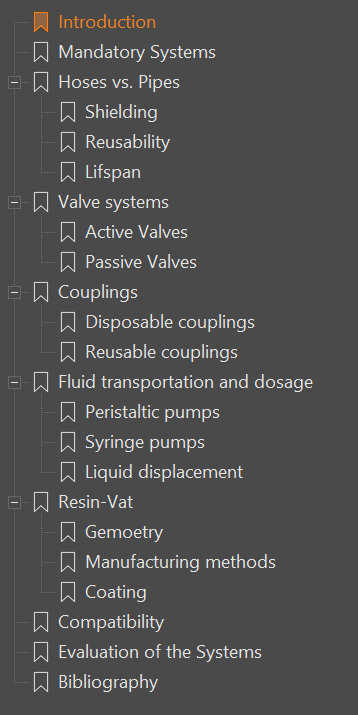 Introduction
Mandatory Systems
Hoses vs. Pipes
Shielding
Reusability
Lifspan
Valve systems
Active Valves
Passive Valves
Couplings
Disposable couplings
Reusable couplings
Fluid transportation and dosage
Peristaltic pumps
Syringe pumps
Liquid displacement
Resin-Vat
Gemoetry
Manufacturing methods
Coating
Compatibility
Evaluation of the Systems
Bibliography